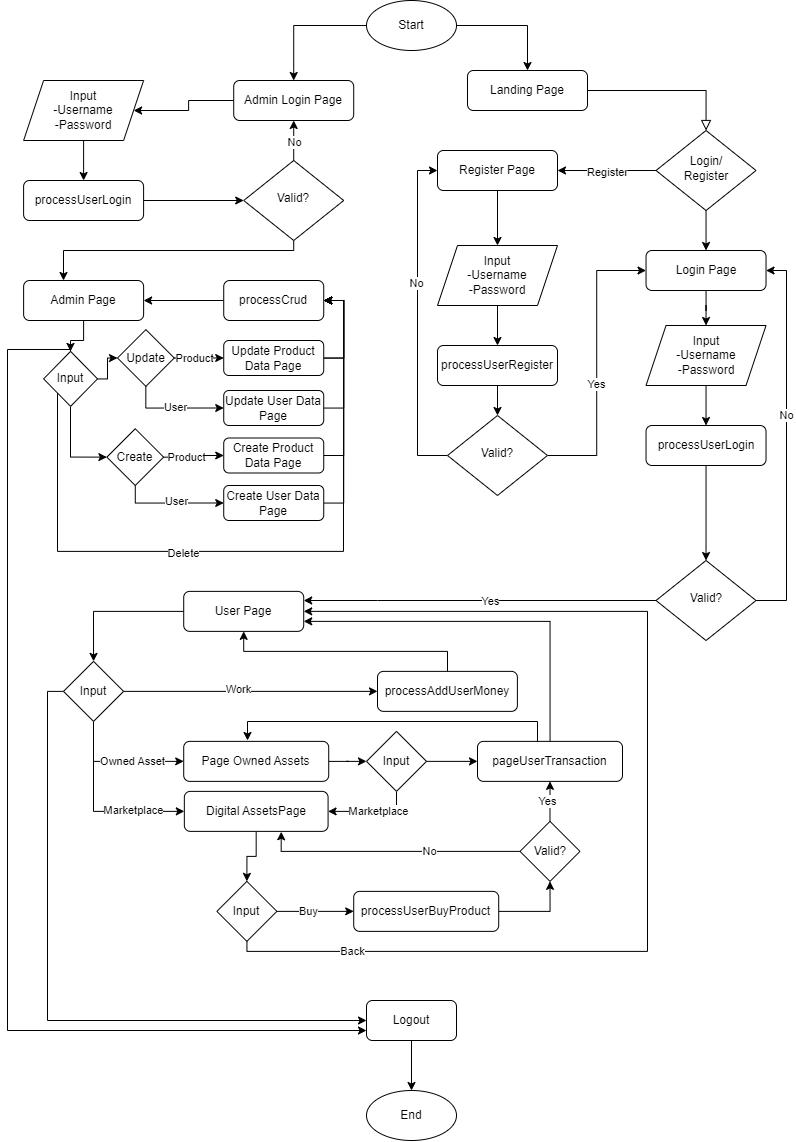 Start
Admin Login Page
Landing Page
Input
-Username
-Password
No
Login/
Register
Register Page
Register
processUserLogin
Valid?
Input
-Username
-Password
No
Login Page
Admin Page
processCrud
Input
-Username
-Password
Input
Update
Product
Update Product
Data Page
processUserRegister
Yes
User
Update User Data
Page
No
Create
Product
Create Product
Data Page
Valid?
processUserLogin
User
Create User Data
Page
Delete
Valid?
User Page
Yes
Input
Work
processAddUserMoney
Owned Asset
Page Owned Assets
Input
pageUserTransaction
Marketplace
Digital AssetsPage
Marketplace
Yes
No
Valid?
Input
Buy
processUserBuyProduct
Back
Logout
End